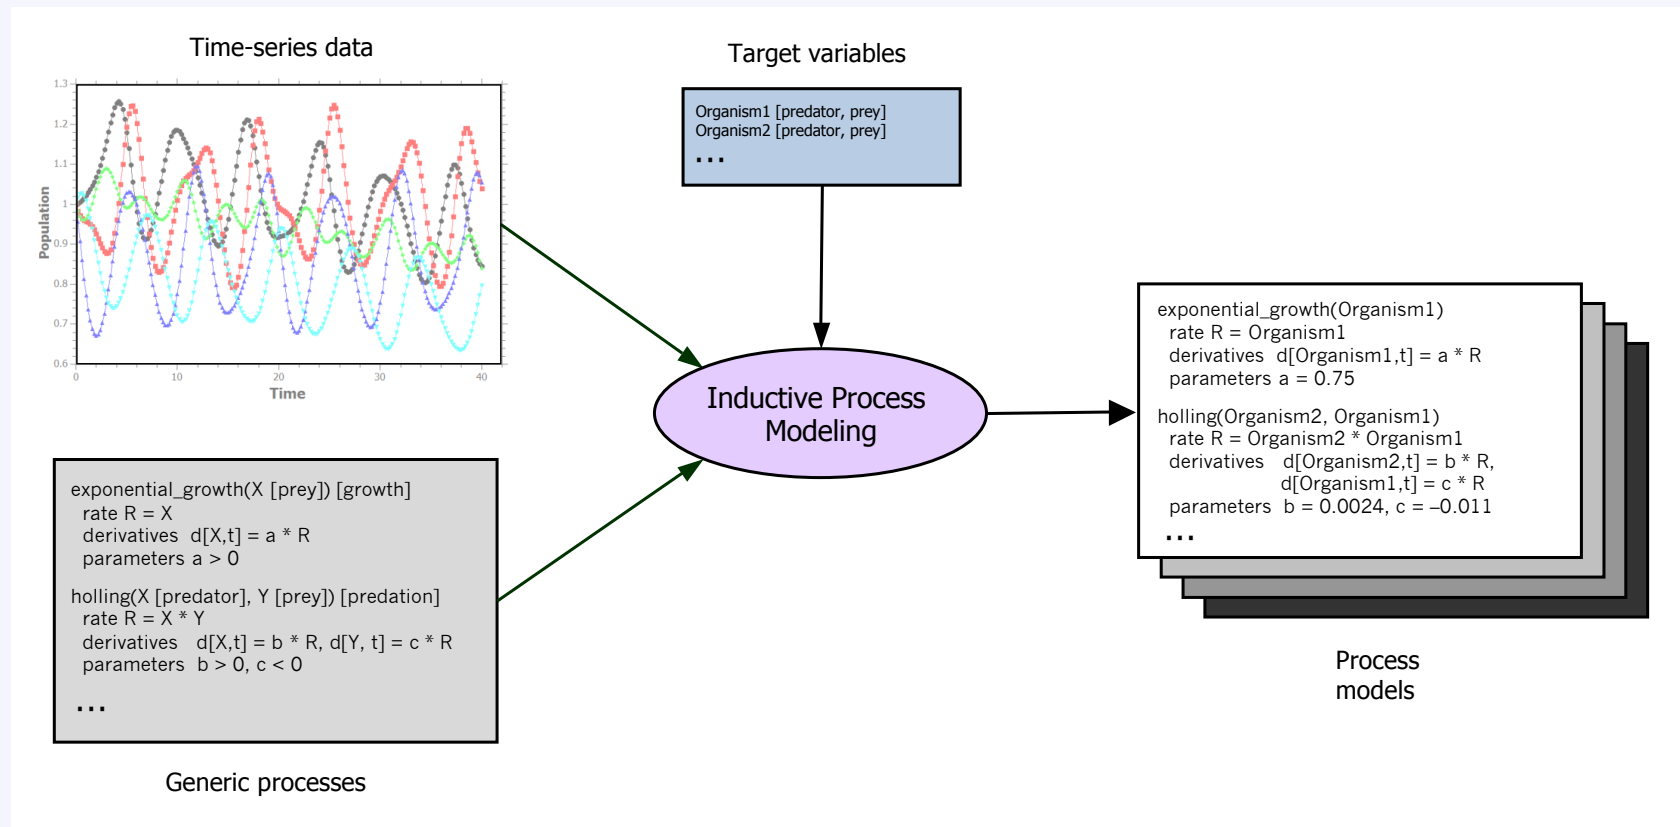 Time-series data
1.3
1.2
1.1
1
0.9
0.8
0.7
0.6
Population
0 10 20 30 40
Time
Target variables
Organism1 [predator, prey]
Organism2 [predator, prey]
...
exponential_growth(X [prey]) [growth]
rate R = X
derivatives d[X,t] = a * R
parameters a > 0
holling(X [predator], Y [prey]) [predation]
rate R = X * Y
derivatives d[X,t] = b * R, d[Y, t] = c * R
parameters b > 0, c < 0
...
Generic processes
Inductive Process
Modeling
exponential_growth(Organism1)
rate R = Organism1
derivatives d[Organism1,t] = a * R
parameters a = 0.75
holling(Organism2, Organism1)
rate R = Organism2 * Organism1
derivatives d[Organism2,t] = b * R,
d[Organism1,t] = c * R
parameters b = 0.0024, c = –0.011
...
Process
models